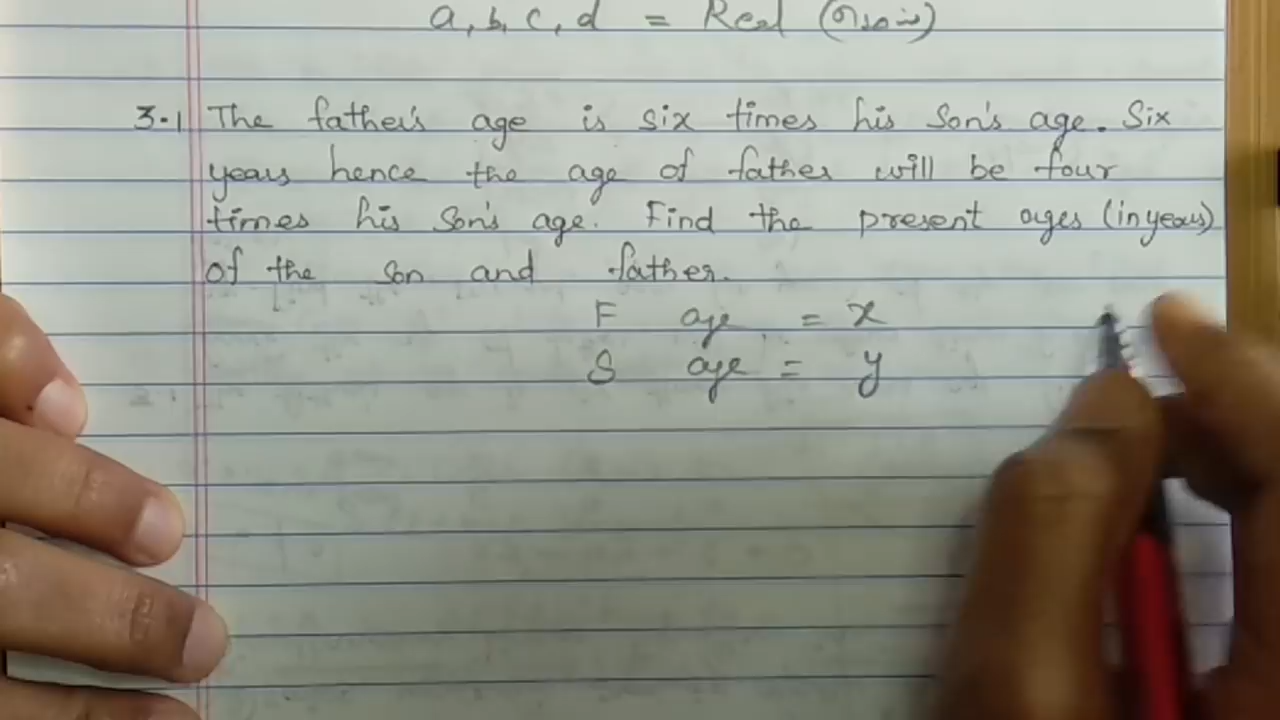 a, b, c, d = Real
3.1 The father's age is six times his Son's age. Six
years hence the age of father will be four
times his Son's age. Find the present ages (in years)
of the son and father.
F age = x
S age = y